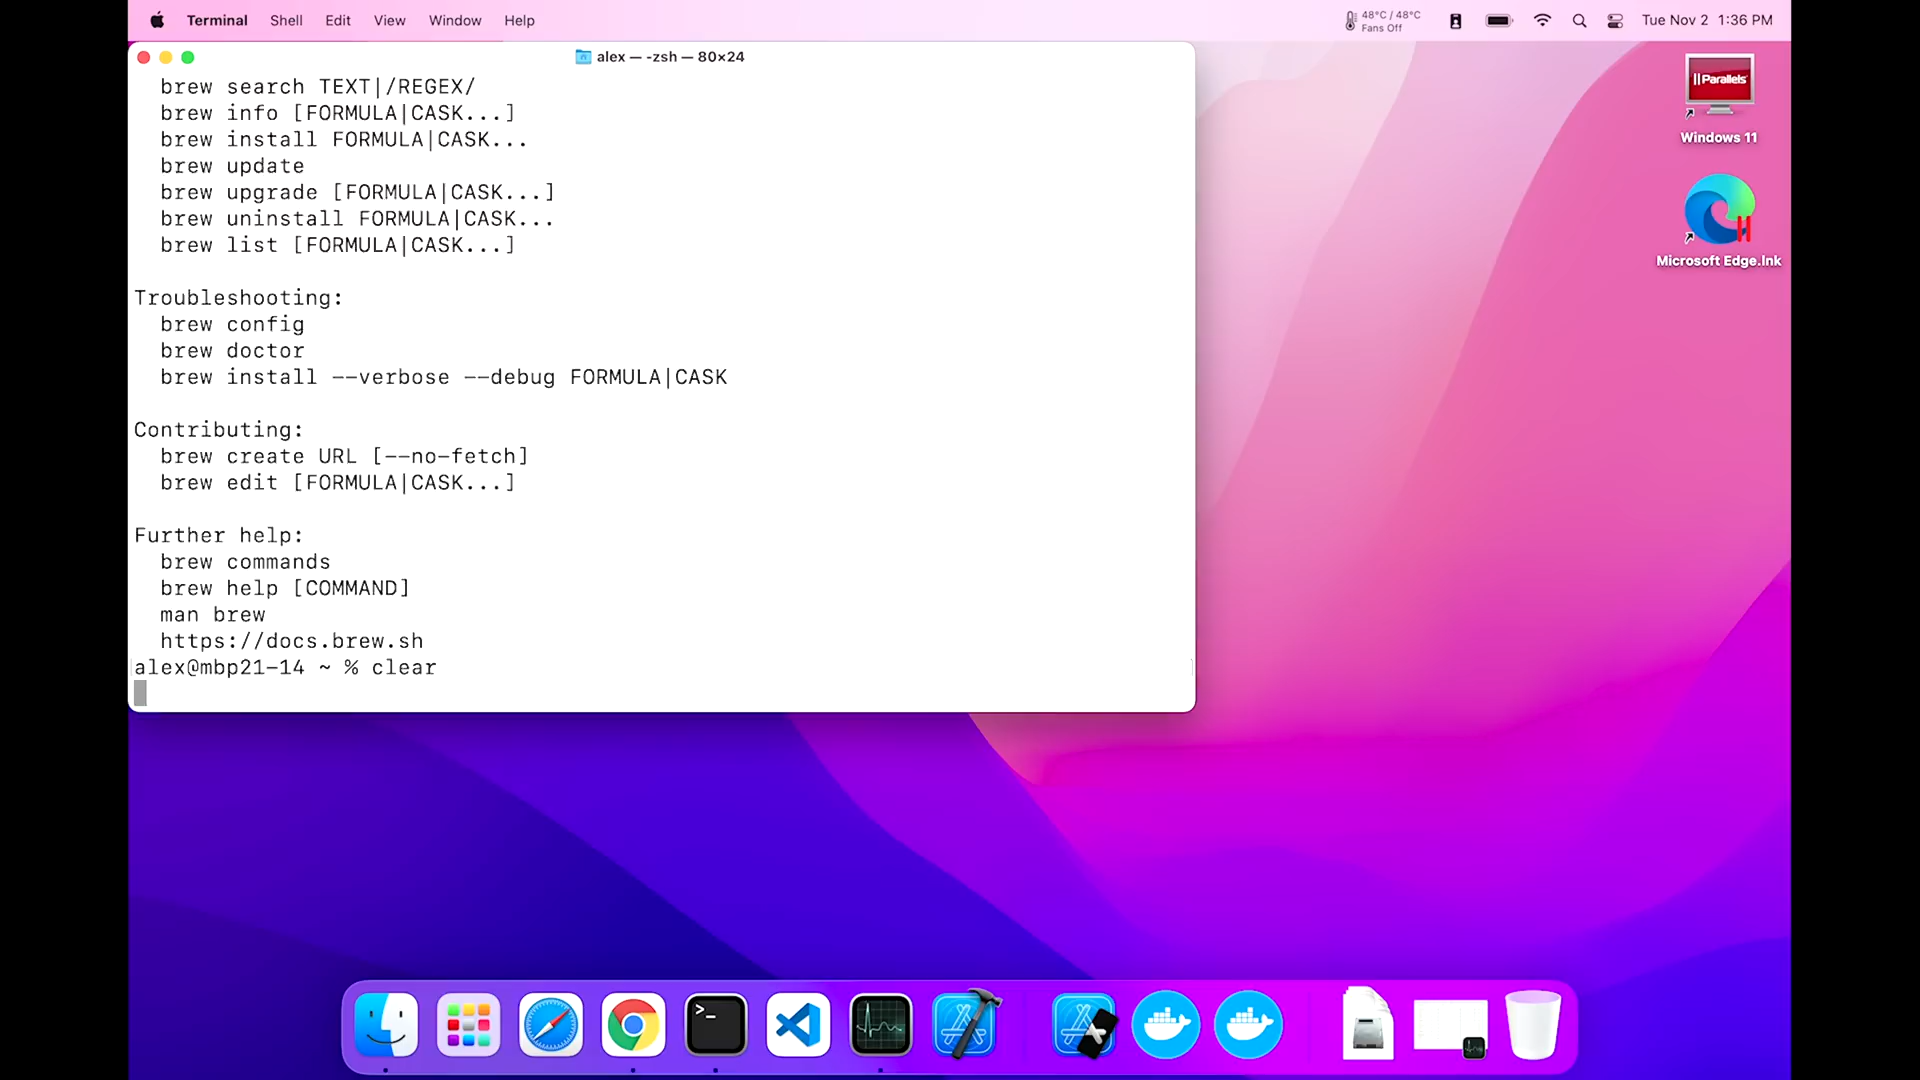 Terminal Shell Edit View Window Help
48°C / 48°C
Fans Off
Tue Nov 2 1:36 PM
alex — -zsh — 80×24
brew search TEXT|/REGEX/
brew info [FORMULA|CASK...]
brew install FORMULA|CASK...
brew update
brew upgrade [FORMULA|CASK...]
brew uninstall FORMULA|CASK...
brew list [FORMULA|CASK...]
Troubleshooting:
brew config
brew doctor
brew install --verbose --debug FORMULA|CASK
Contributing:
brew create URL [--no-fetch]
brew edit [FORMULA|CASK...]
Further help:
brew commands
brew help [COMMAND]
man brew
https://docs.brew.sh
alex@mbp21-14 ~ % clear
Parallels
Windows 11
Microsoft Edge.lnk
>_